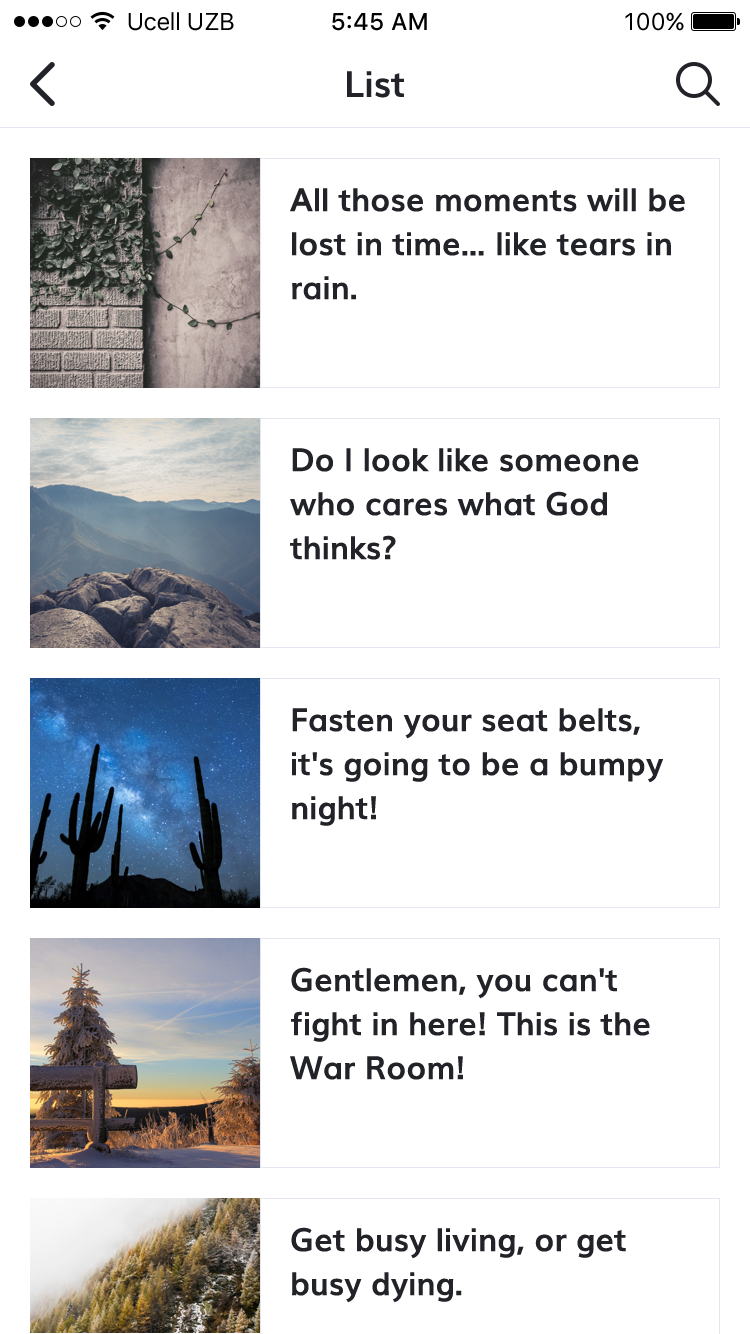 Ucell UZB 5:45 AM 100%
List
All those moments will be
lost in time... like tears in
rain.
Do I look like someone
who cares what God
thinks?
Fasten your seat belts,
it's going to be a bumpy
night!
Gentlemen, you can't
fight in here! This is the
War Room!
Get busy living, or get
busy dying.